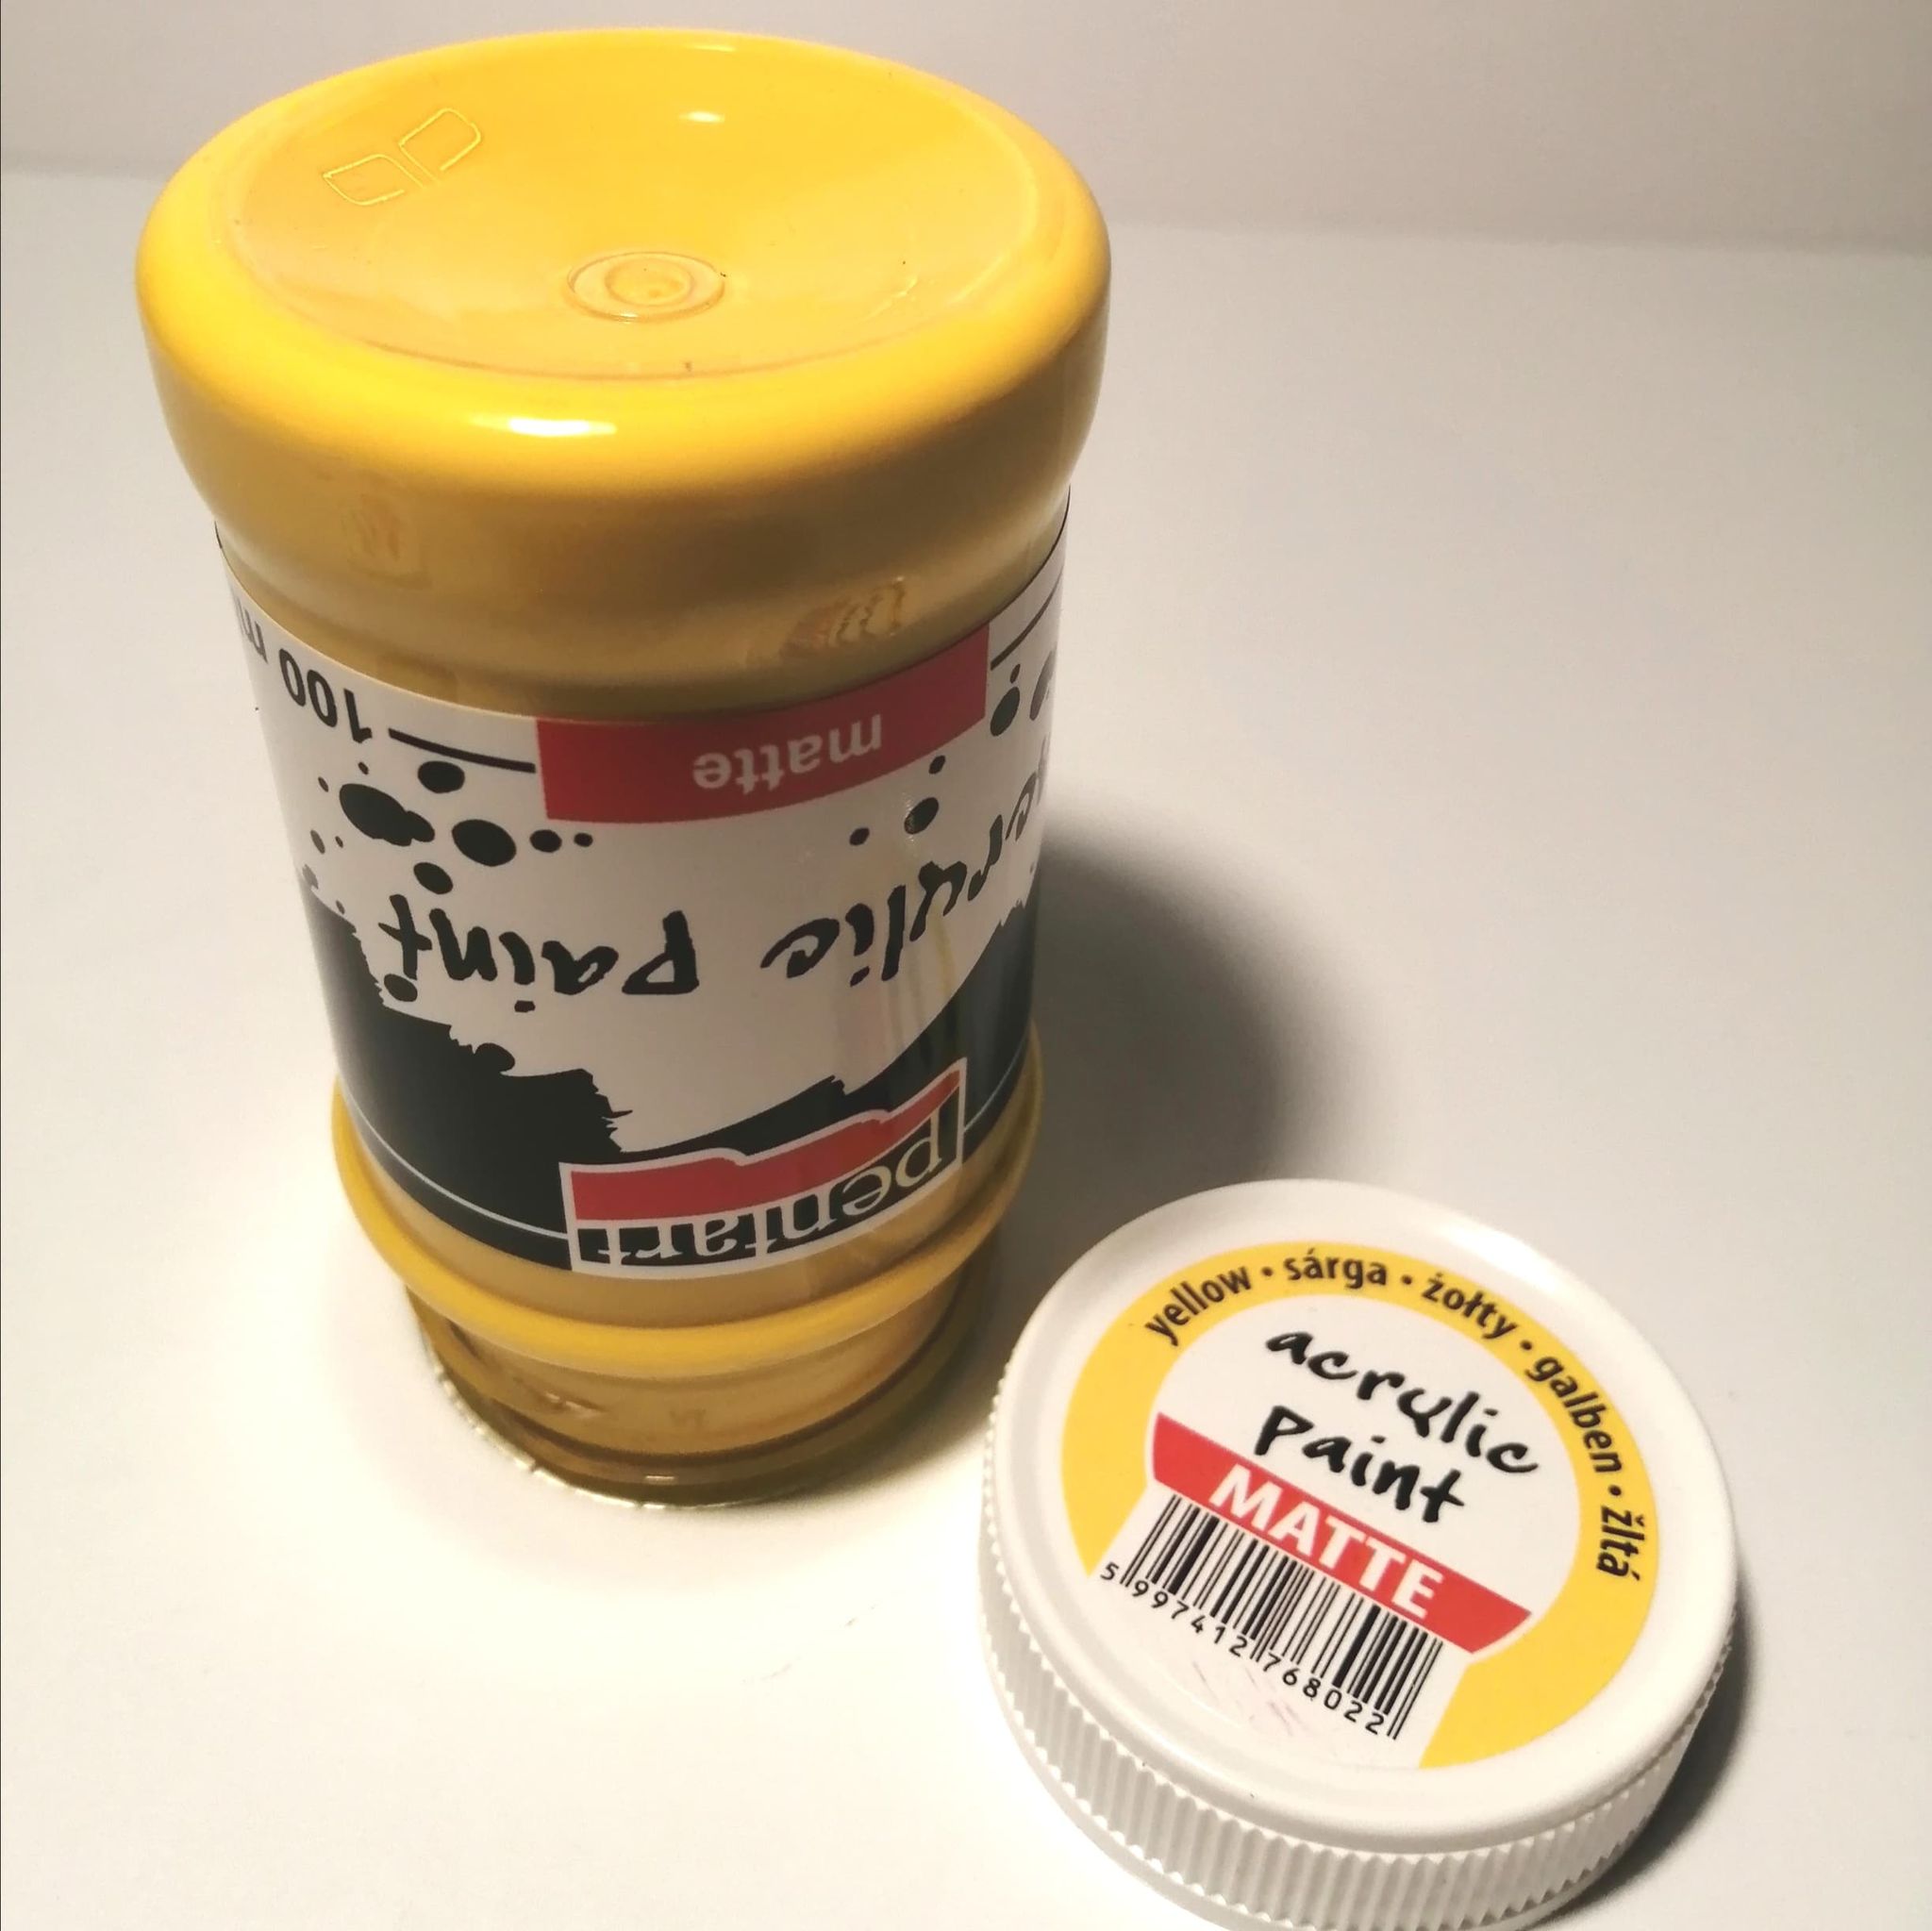 100 m
matte
acrylic paint
pentart
yellow • sárga • żołty • galben • žltá
acrylic
paint
MATTE
5 997412 768022